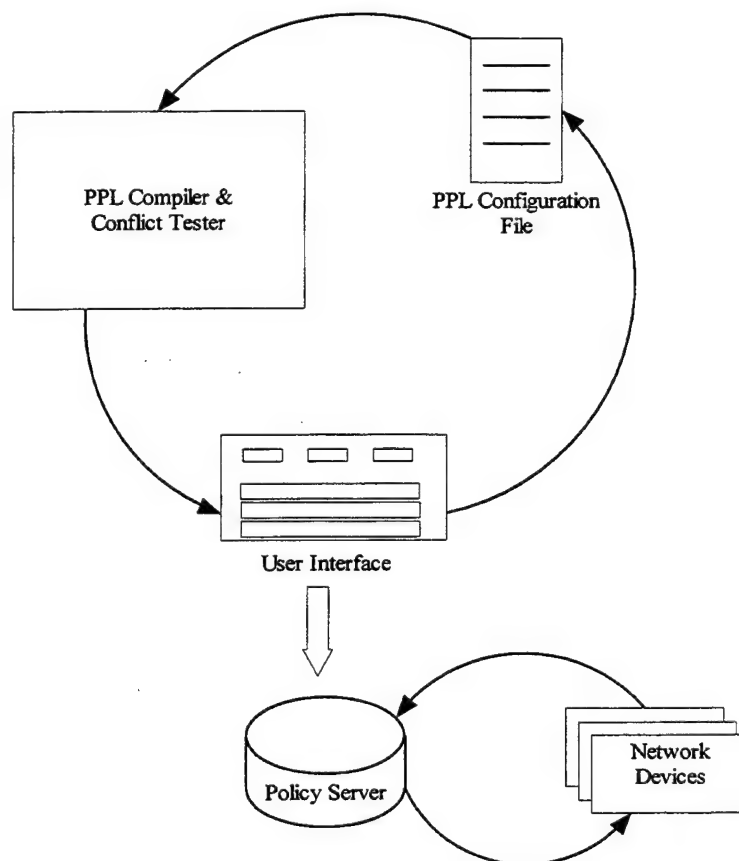 PPL Compiler &
Conflict Tester
PPL Configuration
File
User Interface
Policy Server
Network
Devices